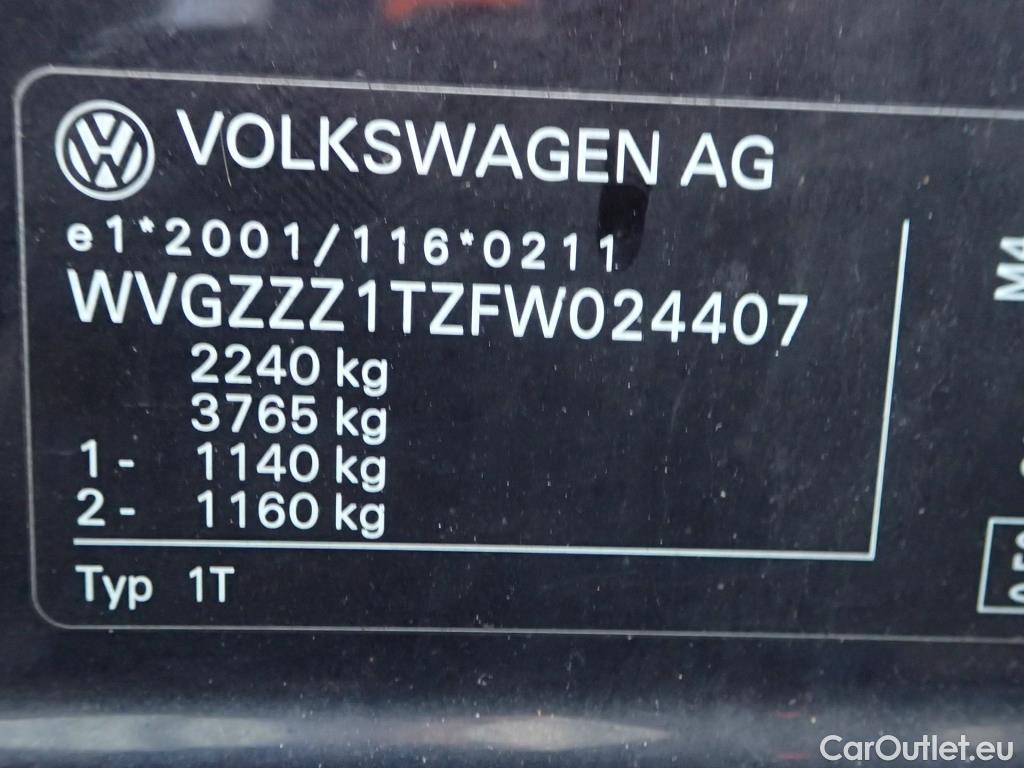 VOLKSWAGEN AG
e1*2001/116*0211
WVGZZZ1TZFW024407
2240 kg
3765 kg
1- 1140 kg
2- 1160 kg
Typ 1T
M4
CarOutlet.eu